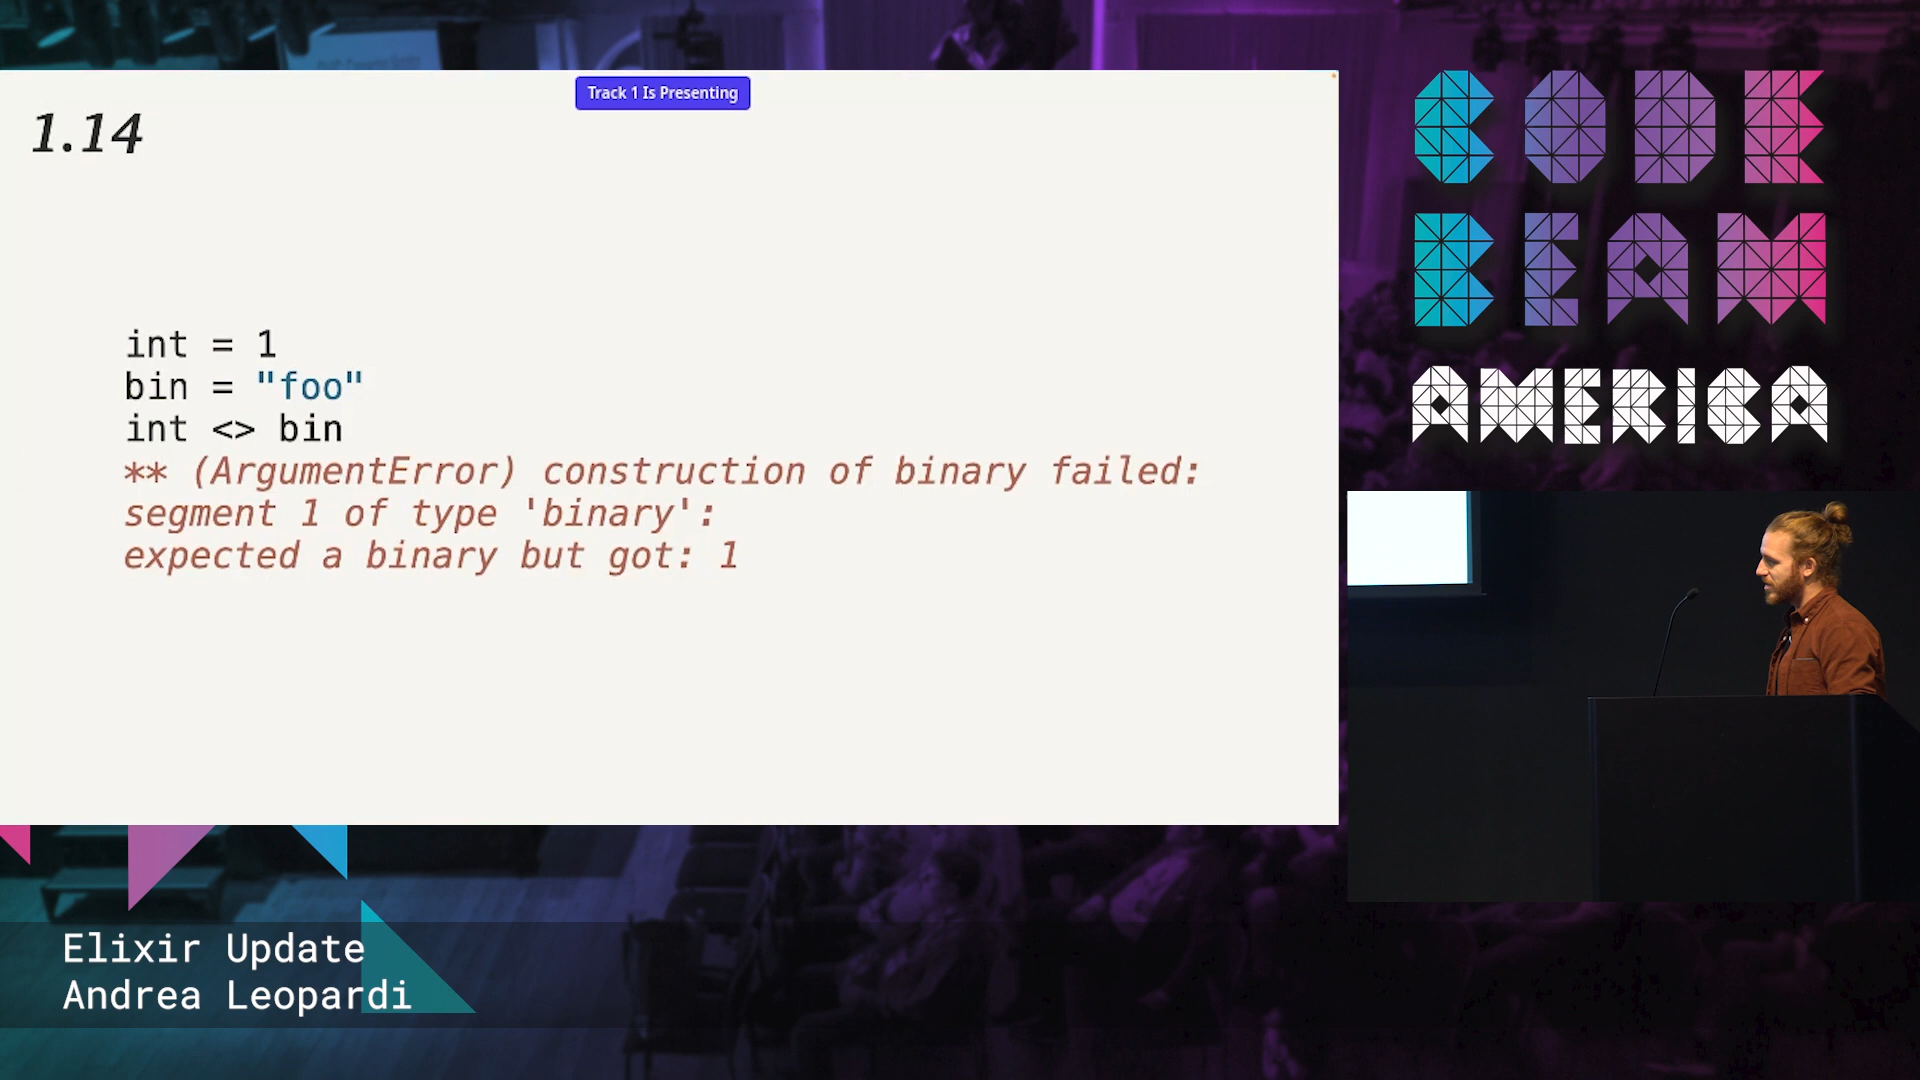 Track 1 Is Presenting
1.14
int = 1
bin = "foo"
int <> bin
** (ArgumentError) construction of binary failed:
segment 1 of type 'binary':
expected a binary but got: 1
CODE
BEAM
AMERICA
Elixir Update
Andrea Leopardi